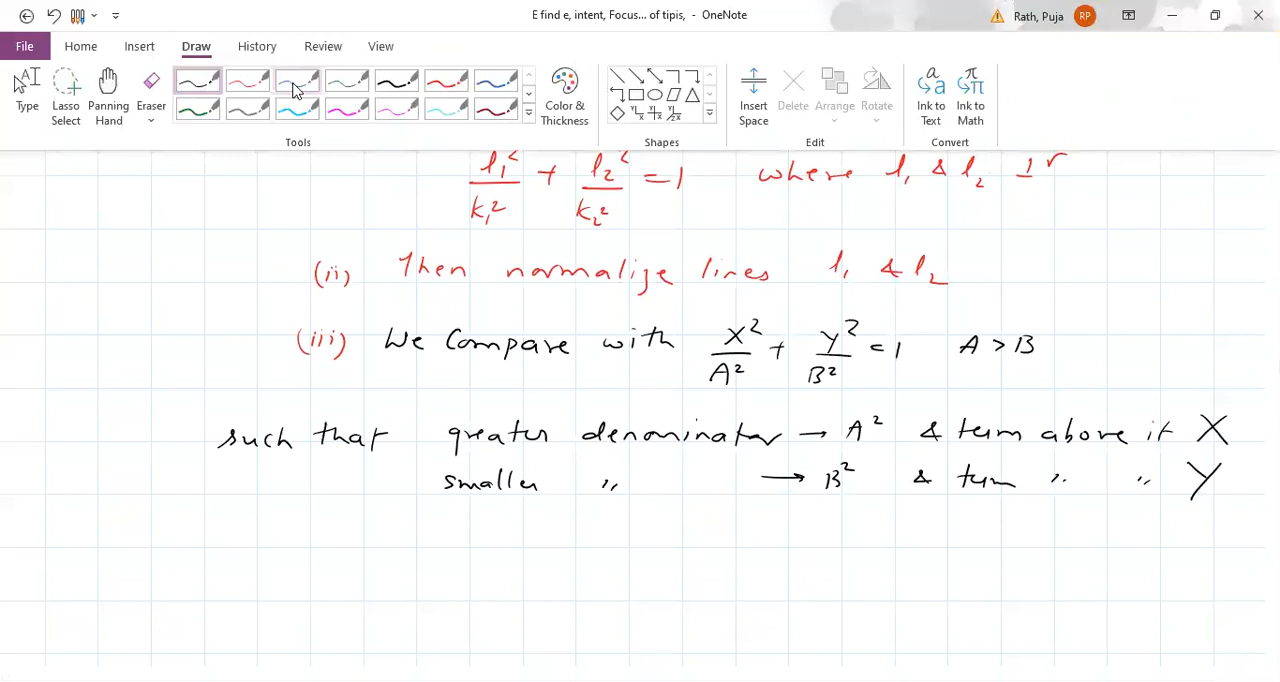 E find e, intent, Focus... of tipis, - OneNote
Rath, Puja RP
File Home Insert Draw History Review View
Type Lasso Select Panning Hand Eraser Color & Thickness Insert Space Delete Arrange Rotate Ink to Text Ink to Math
Tools Shapes Edit Convert
l₁²/k₁² + l₂²/k₂² = 1 where l₁ & l₂ ⊥r
(ii) Then normalize lines l₁ & l₂
(iii) We Compare with X²/A² + Y²/B² = 1 A > B
such that greater denominator → A² & term above it X
smaller " → B² & term " " Y